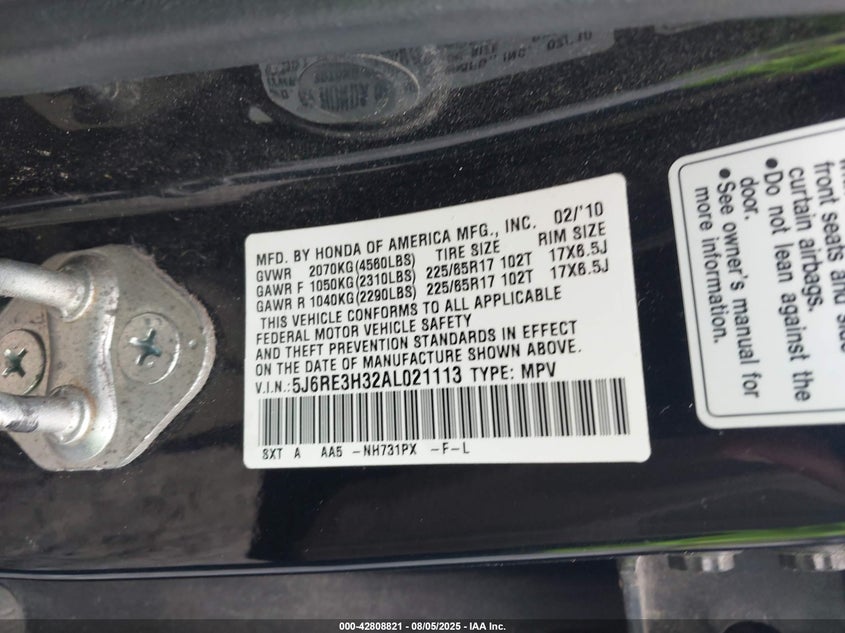 MFD. BY HONDA OF AMERICA MFG., INC. 02/'10
GVWR 2070KG(4560LBS) TIRE SIZE RIM SIZE
GAWR F 1050KG(2310LBS) 225/65R17 102T 17X6.5J
GAWR R 1040KG(2290LBS) 225/65R17 102T 17X6.5J
THIS VEHICLE CONFORMS TO ALL APPLICABLE
FEDERAL MOTOR VEHICLE SAFETY
AND THEFT PREVENTION STANDARDS IN EFFECT
ON THE DATE OF MANUFACTURE SHOWN ABOVE.
V.I.N.:5J6RE3H32AL021113 TYPE: MPV
SXT A AA5 -NH731PX -F-L
front seats and side
curtain airbags.
•Do not lean against the
door.
•See owner's manual for
more information.
000-42808821 - 08/05/2025 - IAA Inc.